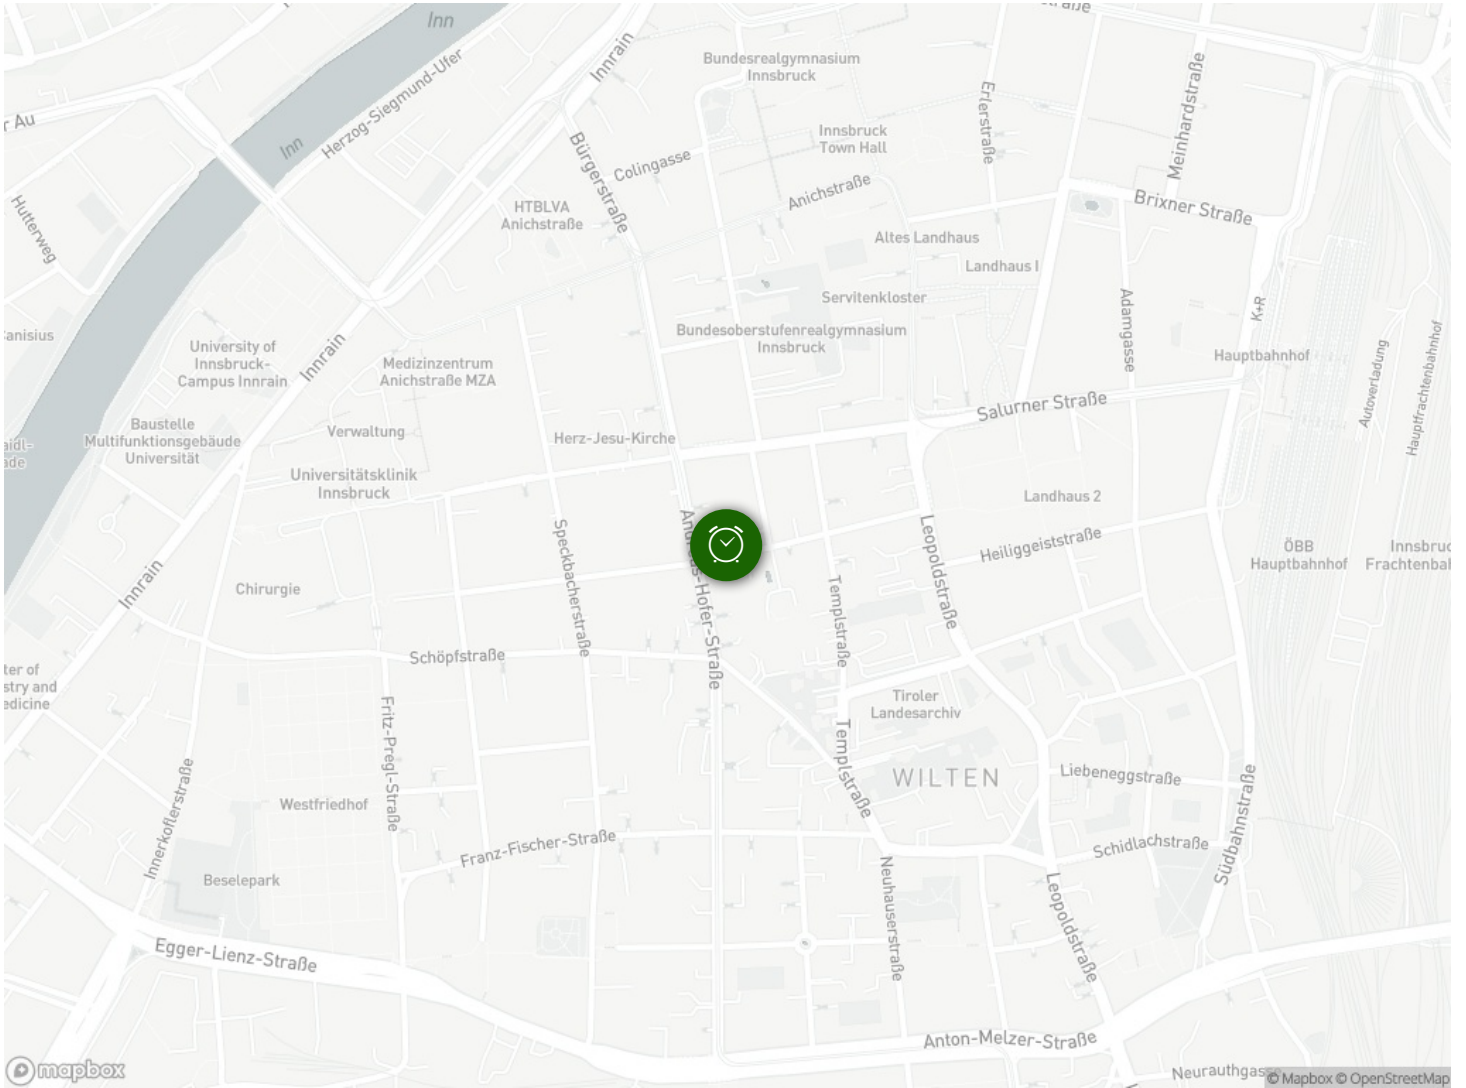 Inn
Innrain
Bundesrealgymnasium
Innsbruck
Herzog-Siegmund-Ufer
Inn
Erlerstraße
Meinhardstraße
Innsbruck
Town Hall
Bürgerstraße
Colingasse
Anichstraße
Brixner Straße
HTBLVA
Anichstraße
Hutterweg
Altes Landhaus
Landhaus I
Servitenkloster
Adamgasse
K+R
Bundesoberstufenrealgymnasium
Innsbruck
University of
Innsbruck-
Campus Innrain
Innrain
Medizinzentrum
Anichstraße MZA
Hauptbahnhof
Autoverladung
Hauptfrachtenbahnhof
Salurner Straße
Baustelle
Multifunktionsgebäude
Universität
Verwaltung
Herz-Jesu-Kirche
Universitätsklinik
Innsbruck
Landhaus 2
Speckbacherstraße
Leopoldstraße
Heiliggeiststraße
ÖBB
Hauptbahnhof
Innrain
Chirurgie
-Hofer-Straße
Templstraße
Schöpfstraße
Tiroler
Landesarchiv
Fritz-Pregl-Straße
Templstraße
WILTEN
Liebeneggstraße
Innerkoflerstraße
Westfriedhof
Franz-Fischer-Straße
Schidlachstraße
Südbahnstraße
Beselepark
Neuhauserstraße
Leopoldstraße
Egger-Lienz-Straße
Anton-Melzer-Straße
mapbox
© Mapbox © OpenStreetMap